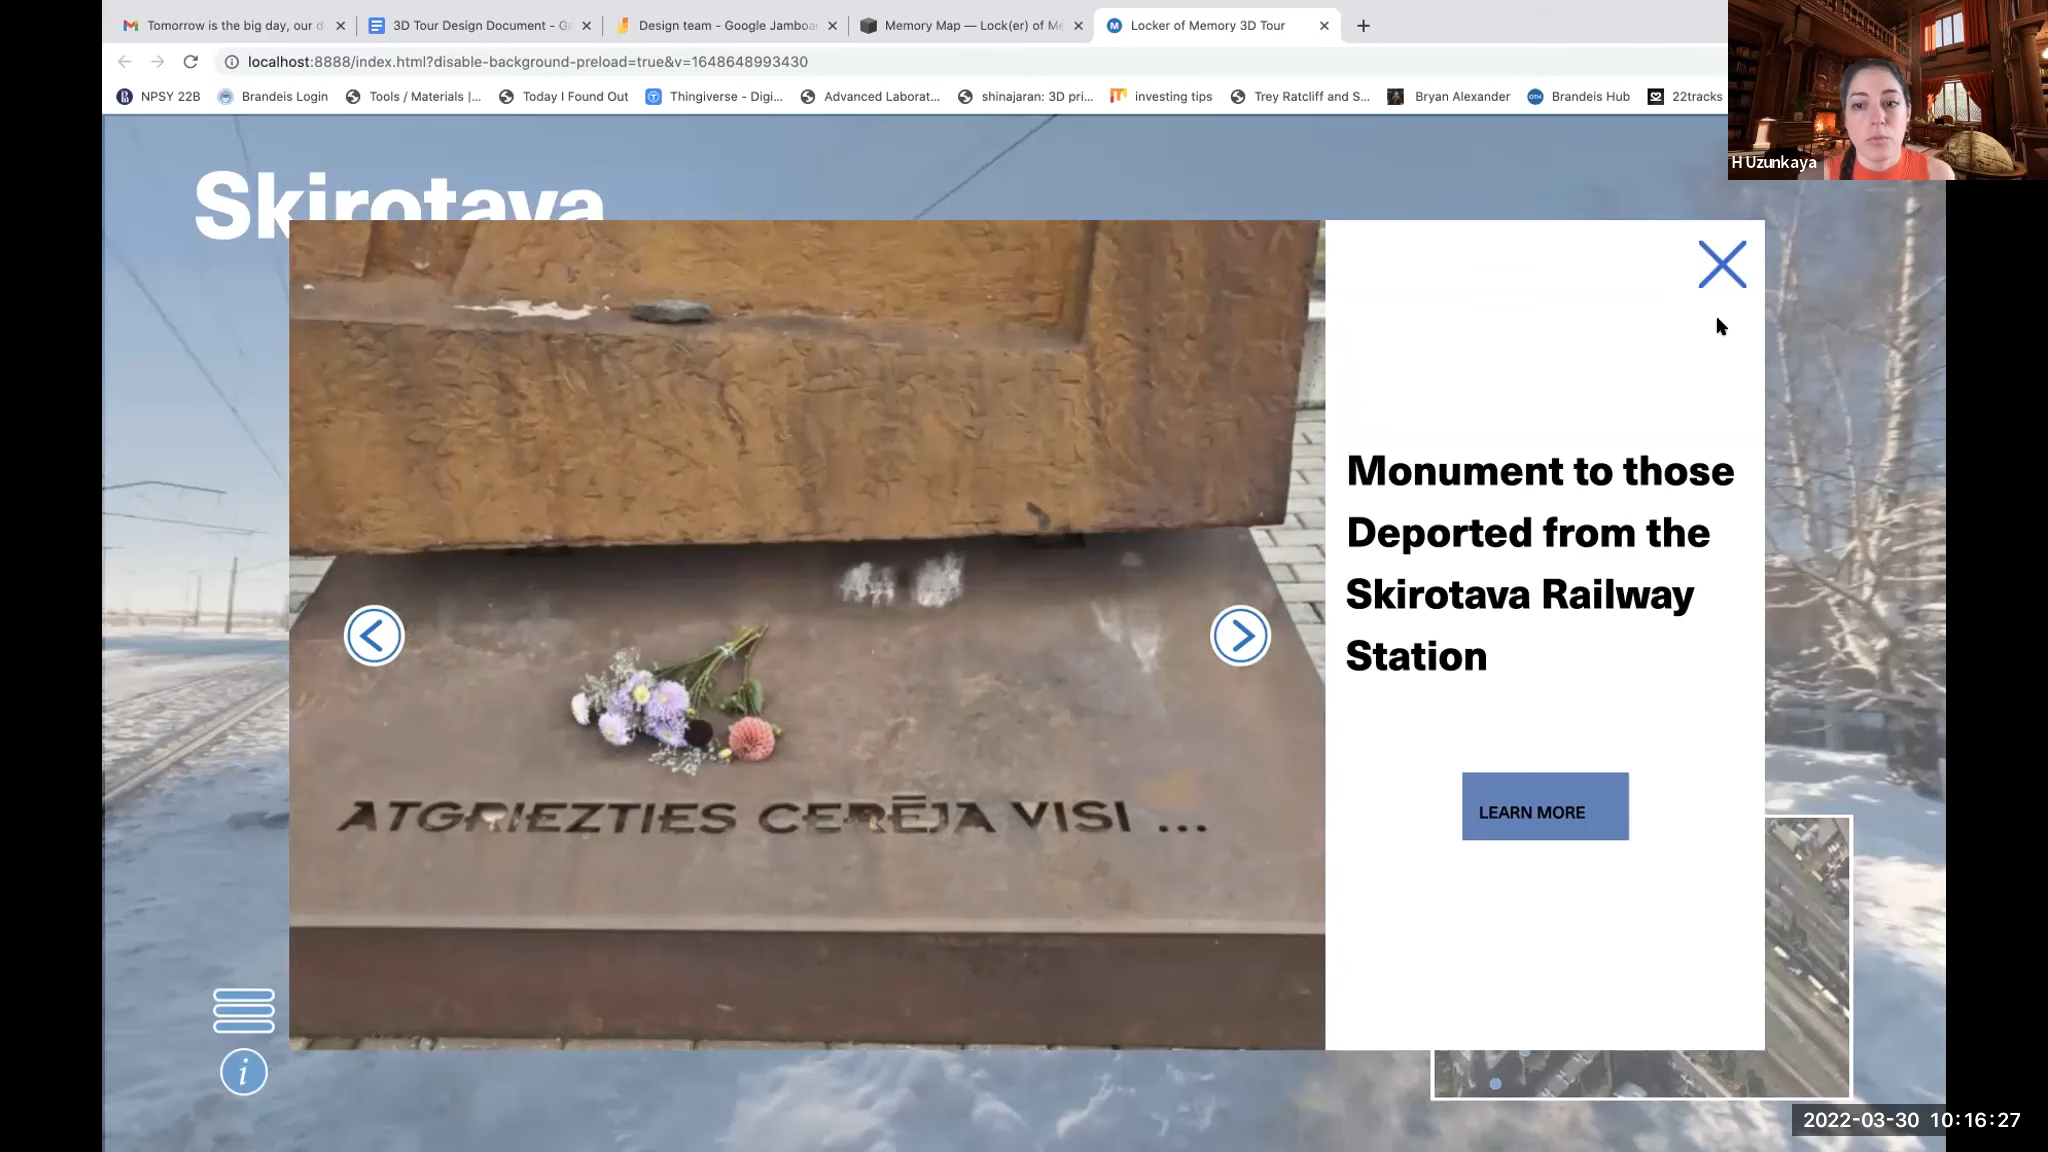 Tomorrow is the big day, our d
3D Tour Design Document - G
Design team - Google Jamboa
Memory Map — Lock(er) of Me
Locker of Memory 3D Tour
localhost:8888/index.html?disable-background-preload=true&v=1648648993430
NPSY 22B
Brandeis Login
Tools / Materials |...
Today I Found Out
Thingiverse - Digi...
Advanced Laborat...
shinajaran: 3D pri...
investing tips
Trey Ratcliff and S...
Bryan Alexander
Brandeis Hub
22tracks
H Uzunkaya
Skirotava
Monument to those
Deported from the
Skirotava Railway
Station
LEARN MORE
ATGRIEZTIES CERĒJA VISI ...
i
2022-03-30 10:16:27